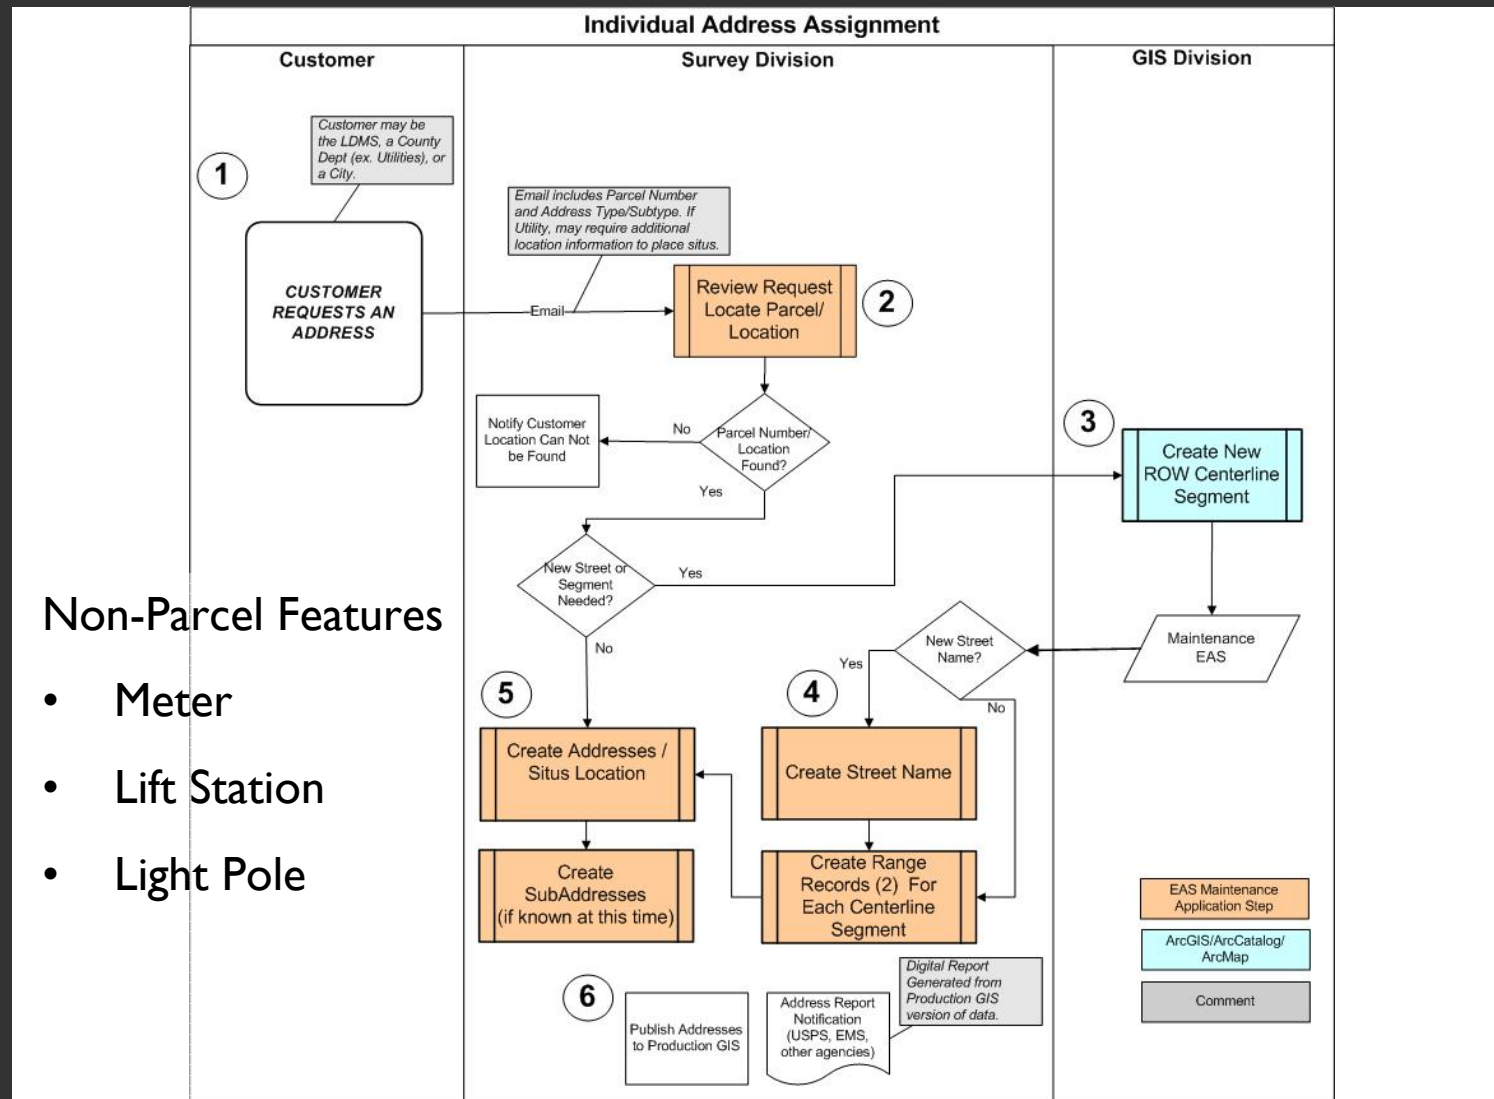 Individual Address Assignment
Customer
Survey Division
GIS Division
Customer may be
the LDMS, a County
Dept (ex. Utilities), or
a City.
1
Email includes Parcel Number
and Address Type/Subtype. If
Utility, may require additional
location information to place situs.
CUSTOMER
REQUESTS AN
ADDRESS
Email
Review Request
Locate Parcel/
Location
2
Notify Customer
Location Can Not
be Found
No
Parcel Number/
Location
Found?
Yes
3
Create New
ROW Centerline
Segment
New Street or
Segment
Needed?
Yes
No
Maintenance
EAS
New Street
Name?
Yes
No
Non-Parcel Features
• Meter
• Lift Station
• Light Pole
5
4
Create Addresses /
Situs Location
Create Street Name
Create
SubAddresses
(if known at this time)
Create Range
Records (2) For
Each Centerline
Segment
EAS Maintenance
Application Step
ArcGIS/ArcCatalog/
ArcMap
Comment
6
Publish Addresses
to Production GIS
Address Report
Notification
(USPS, EMS,
other agencies)
Digital Report
Generated from
Production GIS
version of data.